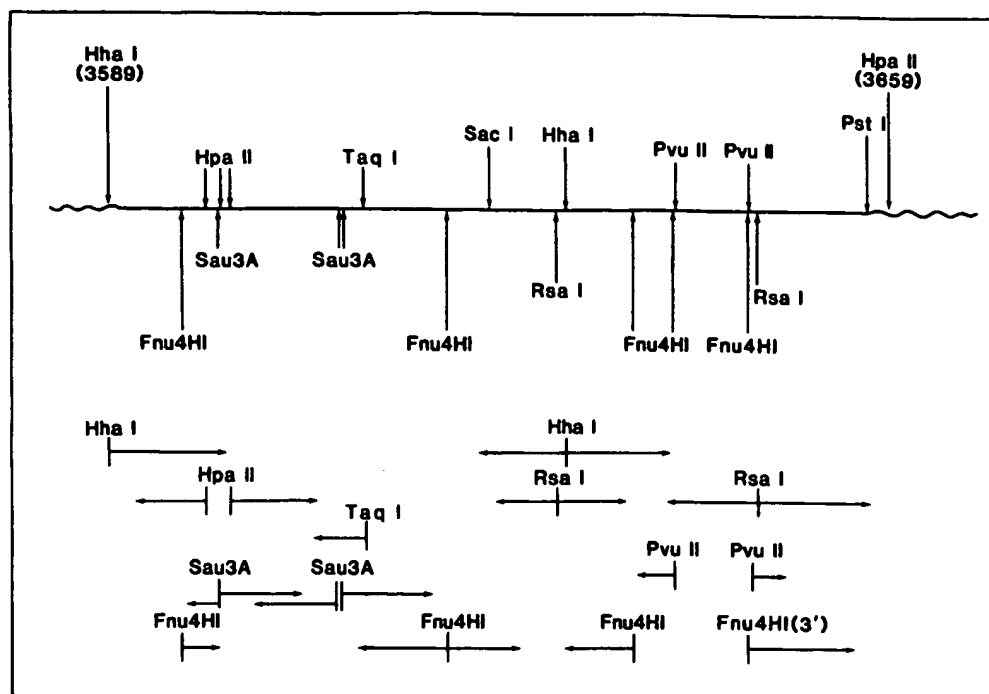 Hha I
(3589)
Hpa II
(3659)
Pst I
Sac I
Hha I
Hpa II
Taq I
Pvu II
Pvu II
Sau3A
Sau3A
Rsa I
Rsa I
Fnu4HI
Fnu4HI
Fnu4HI
Fnu4HI
Hha I
Hha I
Hpa II
Rsa I
Rsa I
Taq I
Sau3A
Sau3A
Pvu II
Pvu II
Fnu4HI
Fnu4HI
Fnu4HI
Fnu4HI(3')